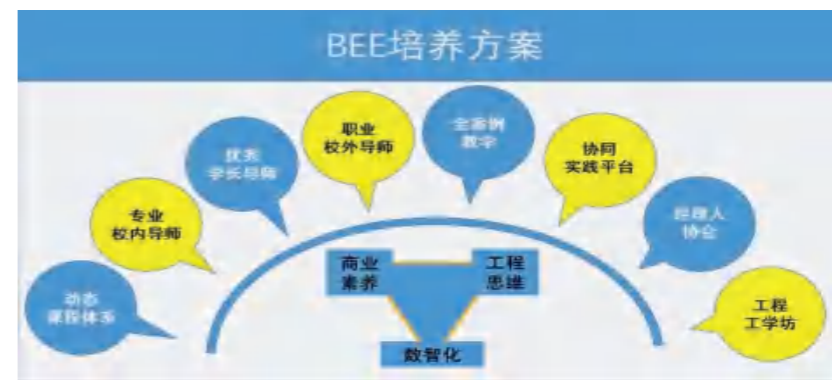 BEE培养方案
职业
校外导师
全案例
教学
协同
实践平台
优秀
学长导师
专业
校内导师
经理人
协会
商业
素养
工程
思维
动态
课程体系
工程
工学坊
数智化